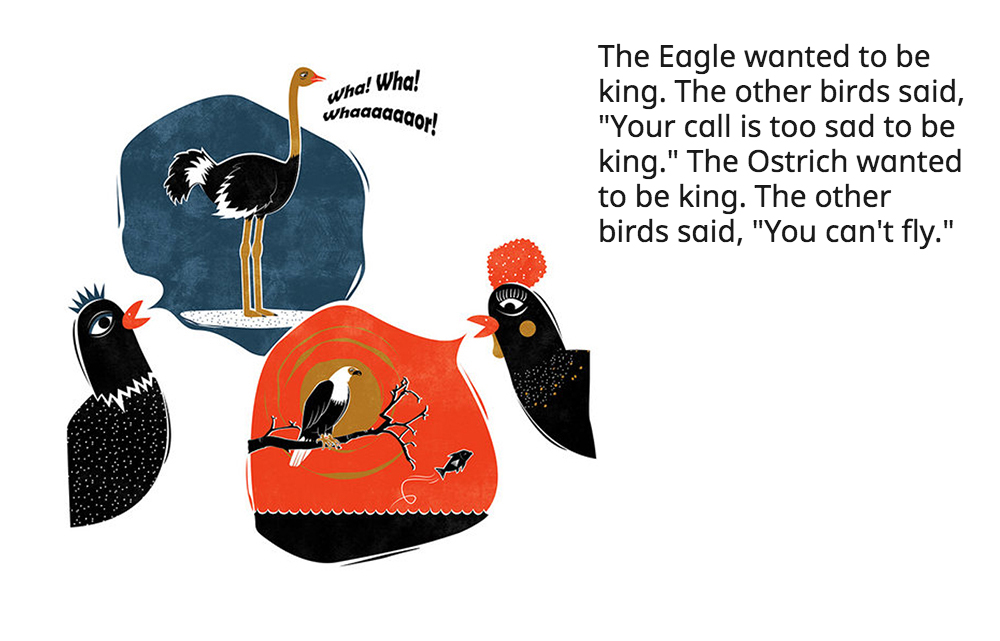 Wha! Wha!
Whaaaaaaor!
The Eagle wanted to be
king. The other birds said,
"Your call is too sad to be
king." The Ostrich wanted
to be king. The other
birds said, "You can't fly."